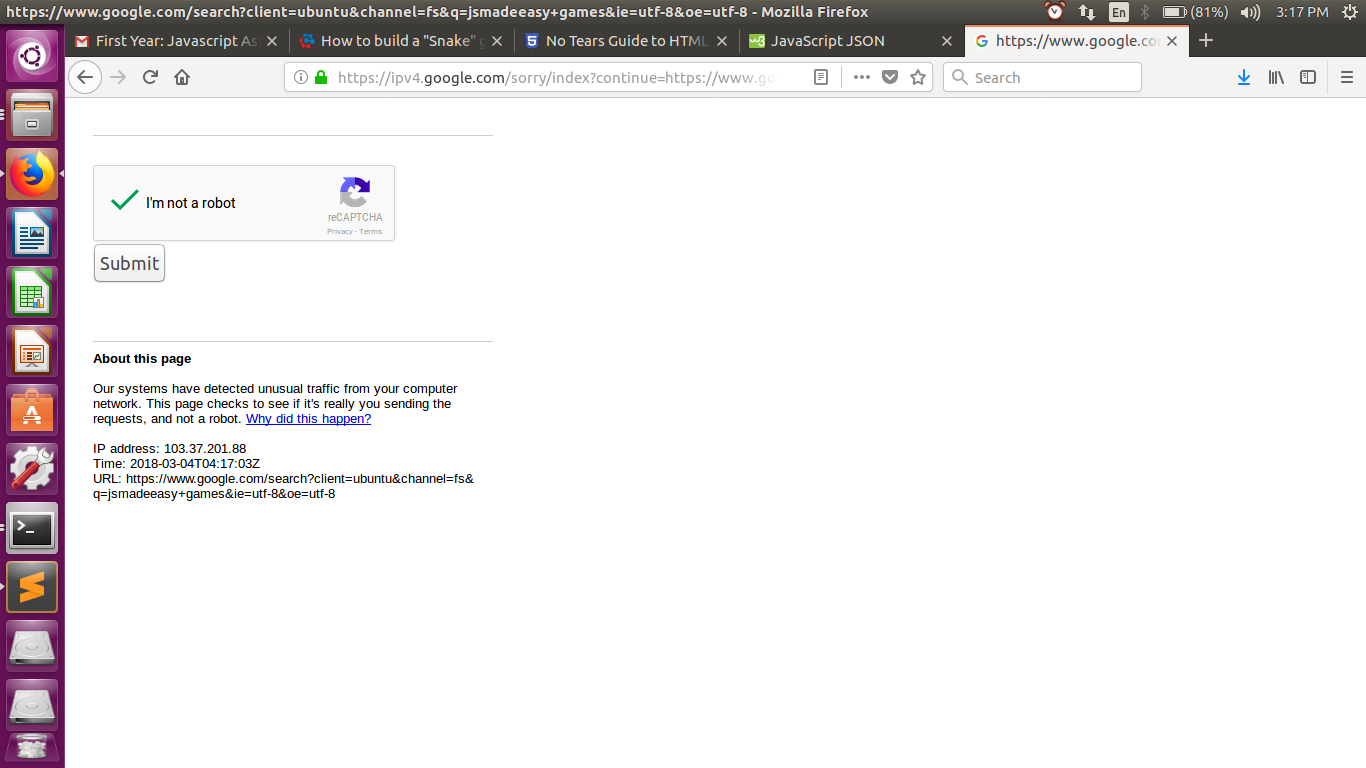 https://www.google.com/search?client=ubuntu&channel=fs&q=jsmadeeasy+games&ie=utf-8&oe=utf-8 - Mozilla Firefox
En
(81%)
3:17 PM
First Year: Javascript As
How to build a "Snake" g
No Tears Guide to HTML
JavaScript JSON
https://www.google.co
https://ipv4.google.com/sorry/index?continue=https://www.go
Search
I'm not a robot
reCAPTCHA
Privacy - Terms
Submit
About this page
Our systems have detected unusual traffic from your computer
network. This page checks to see if it's really you sending the
requests, and not a robot. Why did this happen?
IP address: 103.37.201.88
Time: 2018-03-04T04:17:03Z
URL: https://www.google.com/search?client=ubuntu&channel=fs&
q=jsmadeeasy+games&ie=utf-8&oe=utf-8